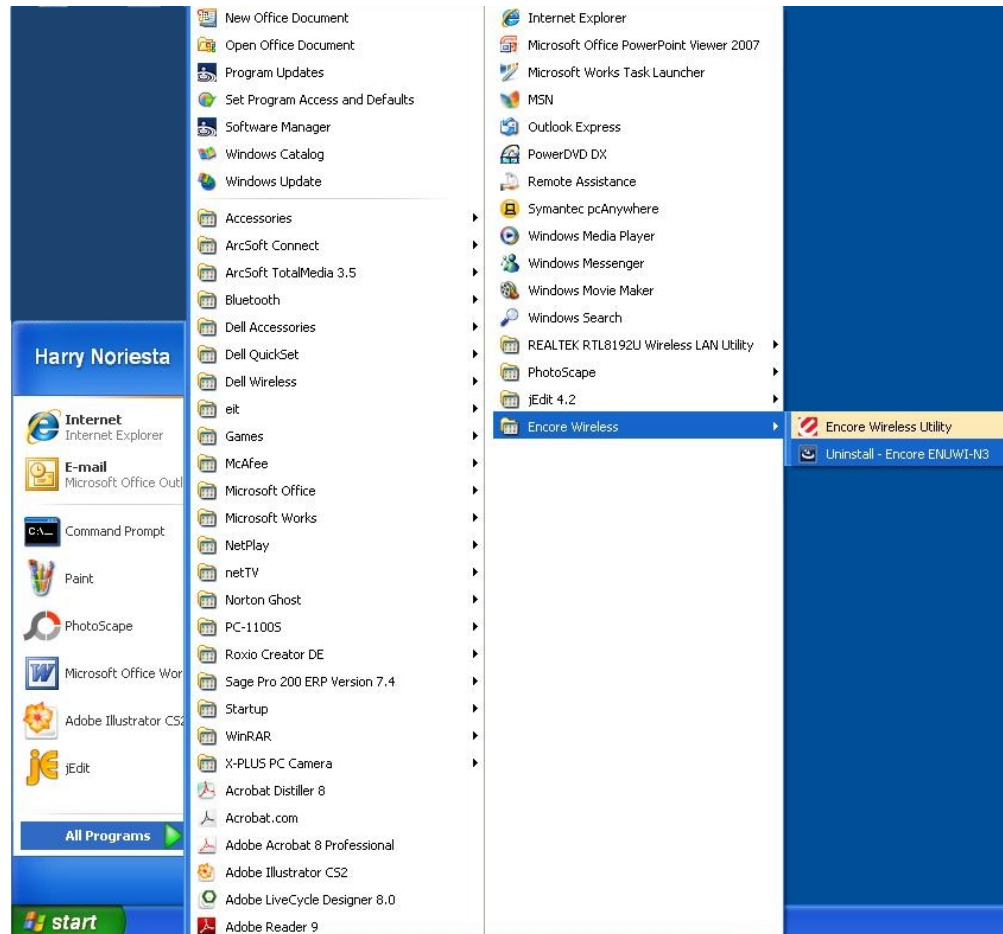 Harry Noriesta
Internet
Internet Explorer
E-mail
Microsoft Office Outl
C:\_
Command Prompt
Paint
PhotoScape
Microsoft Office Wor
Adobe Illustrator CS2
jEdit
All Programs
start
New Office Document
Open Office Document
Program Updates
Set Program Access and Defaults
Software Manager
Windows Catalog
Windows Update
Accessories
ArcSoft Connect
ArcSoft TotalMedia 3.5
Bluetooth
Dell Accessories
Dell QuickSet
Dell Wireless
eit
Games
McAfee
Microsoft Office
Microsoft Works
NetPlay
netTV
Norton Ghost
PC-1100S
Roxio Creator DE
Sage Pro 200 ERP Version 7.4
Startup
WinRAR
X-PLUS PC Camera
Acrobat Distiller 8
Acrobat.com
Adobe Acrobat 8 Professional
Adobe Illustrator CS2
Adobe LiveCycle Designer 8.0
Adobe Reader 9
Internet Explorer
Microsoft Office PowerPoint Viewer 2007
Microsoft Works Task Launcher
MSN
Outlook Express
PowerDVD DX
Remote Assistance
Symantec pcAnywhere
Windows Media Player
Windows Messenger
Windows Movie Maker
Windows Search
REALTEK RTL8192U Wireless LAN Utility
PhotoScape
jEdit 4.2
Encore Wireless
Encore Wireless Utility
Uninstall - Encore ENUWI-N3